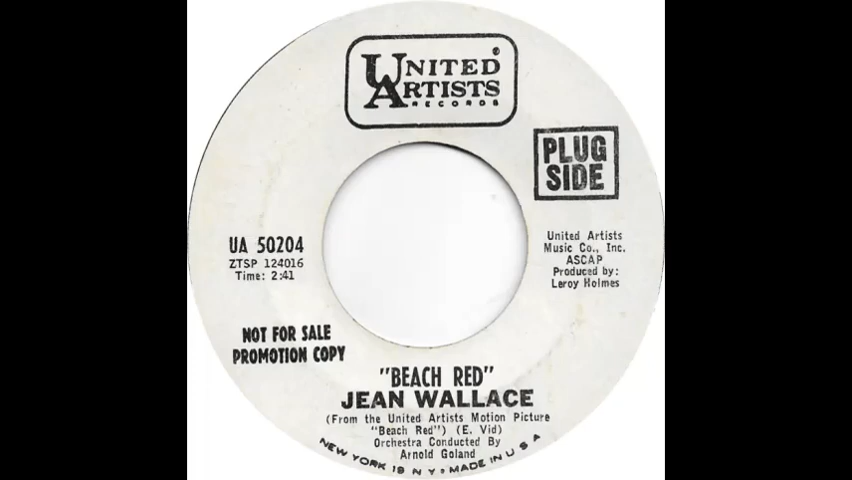 UNITED
ARTISTS
RECORDS
PLUG
SIDE
UA 50204
ZTSP 124016
Time: 2:41
United Artists
Music Co., Inc.
ASCAP
Produced by:
Leroy Holmes
NOT FOR SALE
PROMOTION COPY
"BEACH RED"
JEAN WALLACE
(From the United Artists Motion Picture
"Beach Red") (E. Vid)
Orchestra Conducted By
Arnold Goland
NEW YORK 19 N Y • MADE IN U S A